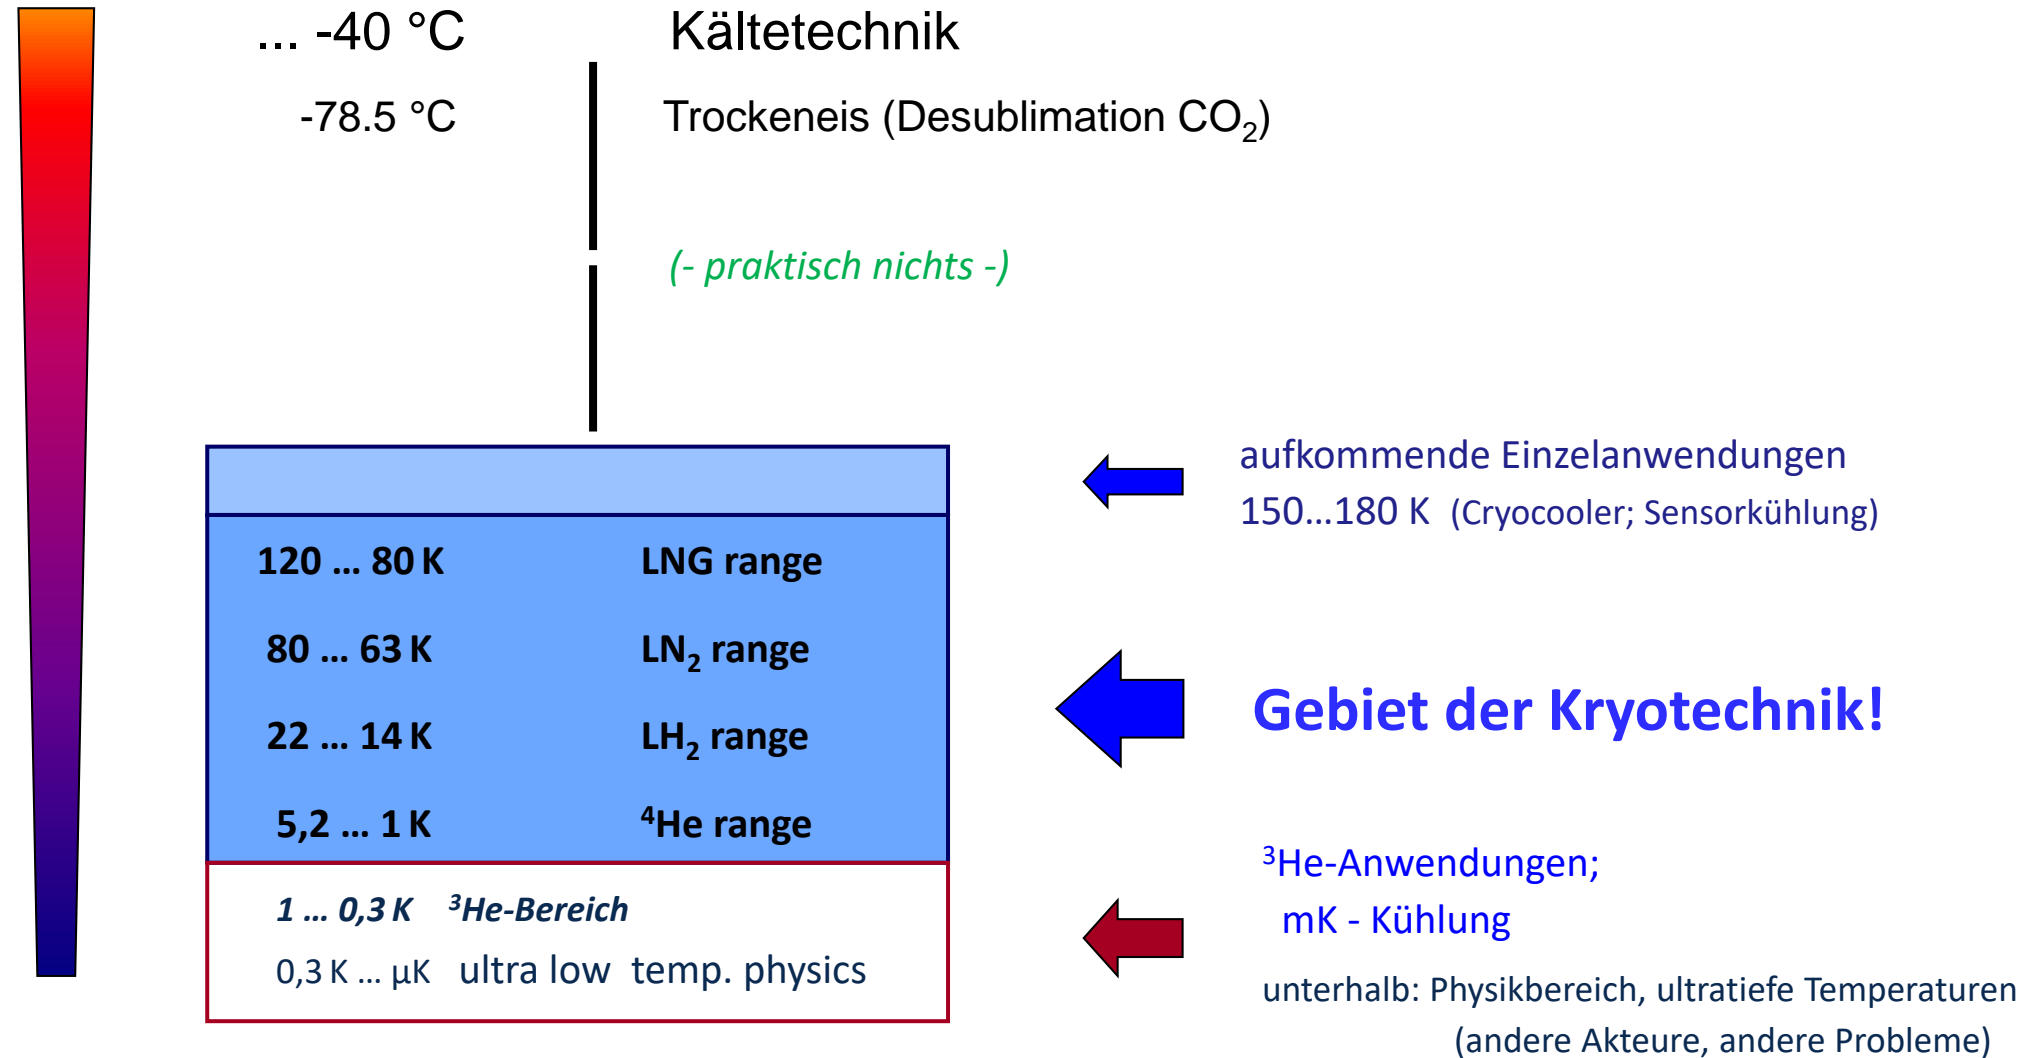 ... -40 °C Kältetechnik
-78.5 °C Trockeneis (Desublimation CO₂)
(- praktisch nichts -)
aufkommende Einzelanwendungen
150...180 K (Cryocooler; Sensorkühlung)
120 ... 80 K LNG range
80 ... 63 K LN₂ range
22 ... 14 K LH₂ range
Gebiet der Kryotechnik!
5,2 ... 1 K ⁴He range
1 ... 0,3 K ³He-Bereich
0,3 K ... µK ultra low temp. physics
³He-Anwendungen;
mK - Kühlung
unterhalb: Physikbereich, ultratiefe Temperaturen
(andere Akteure, andere Probleme)